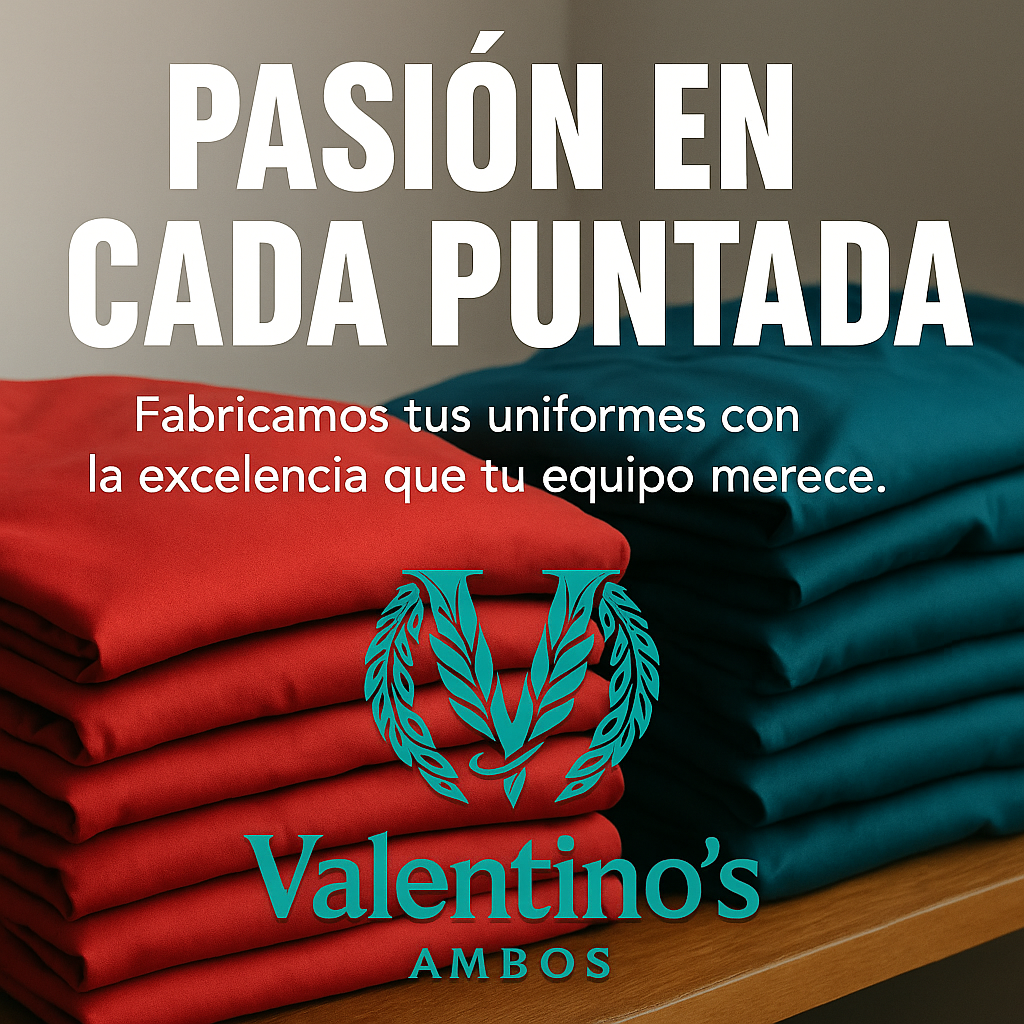 PASIÓN EN
CADA PUNTADA
Fabricamos tus uniformes con
la excelencia que tu equipo merece.
Valentino's
AMBOS